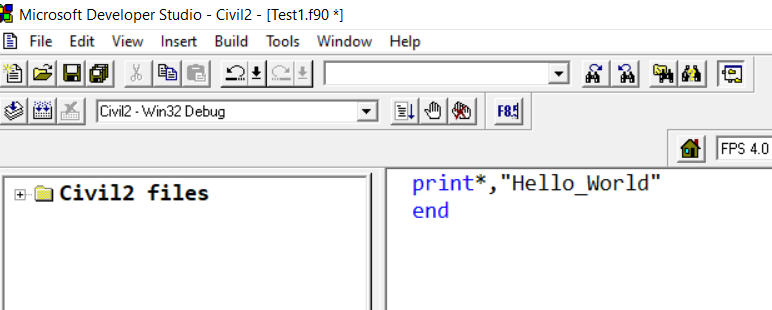 Microsoft Developer Studio - Civil2 - [Test1.f90 *]
File Edit View Insert Build Tools Window Help
Civil2 - Win32 Debug
F8.5
FPS 4.0
Civil2 files
print*,"Hello_World"
end